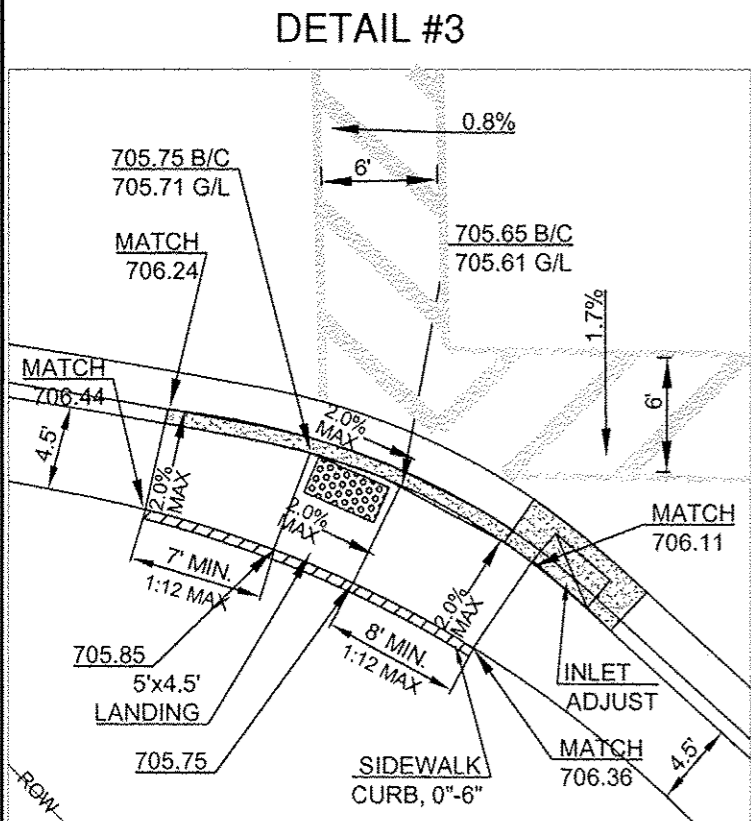 DETAIL #3
0.8%
6'
705.75 B/C
705.71 G/L
705.65 B/C
705.61 G/L
MATCH
706.24
1.7%
6'
MATCH
706.44
4.5'
2.0%
MAX
2.0%
MAX
2.0%
MAX
2.0%
MAX
MATCH
706.11
7' MIN.
1:12 MAX
8' MIN.
1:12 MAX
705.85
5'x4.5'
LANDING
705.75
INLET
ADJUST
SIDEWALK
CURB, 0"-6"
MATCH
706.36
4.5'
ROW